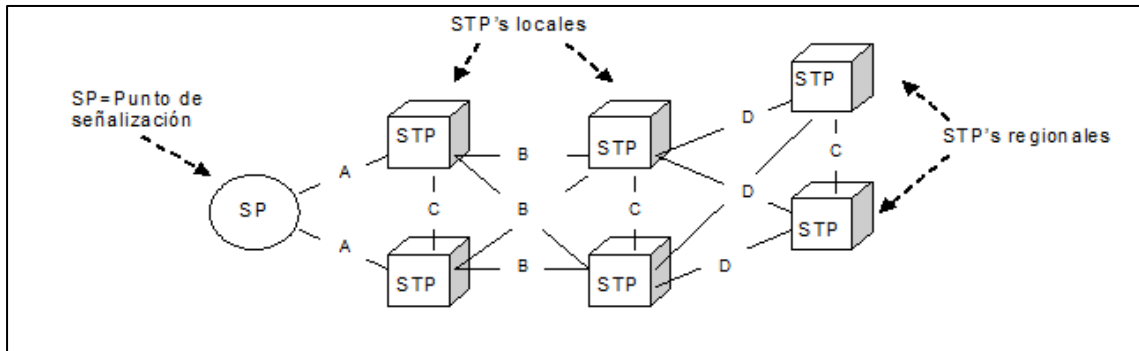 STP's locales
SP=Punto de
señalización
STP
STP
STP
STP's regionales
D
B
A
C
D
SP
B
C
C
STP
A
B
D
STP
STP